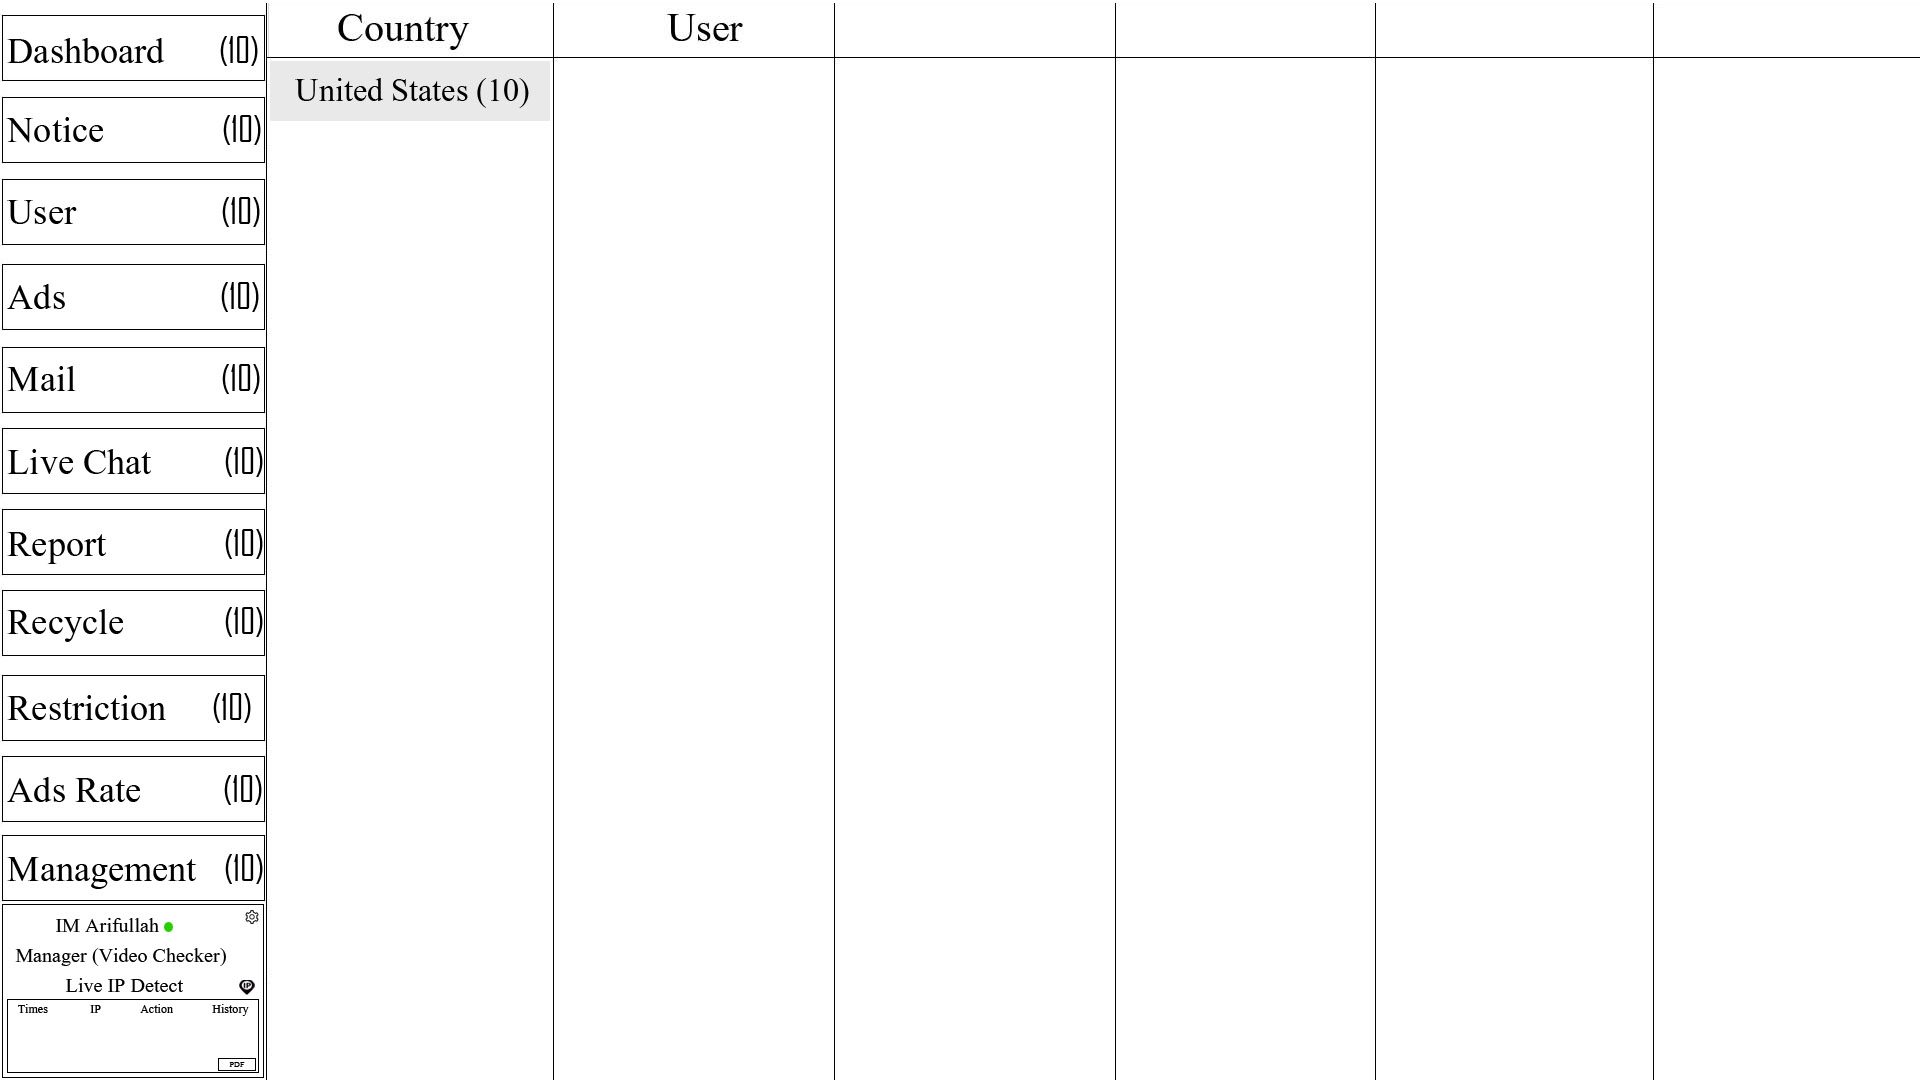 Dashboard (10)
Notice (10)
User (10)
Ads (10)
Mail (10)
Live Chat (10)
Report (10)
Recycle (10)
Restriction (10)
Ads Rate (10)
Management (10)
IM Arifullah
Manager (Video Checker)
Live IP Detect IP
Times IP Action History
PDF
Country User
United States (10)